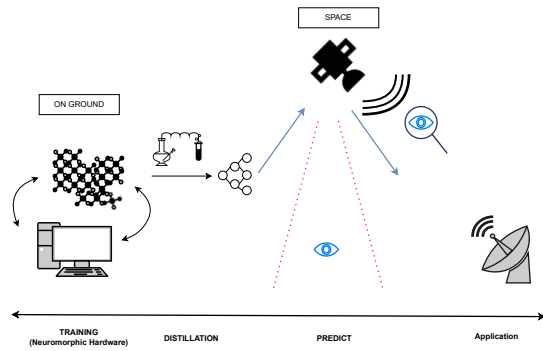 SPACE
ON GROUND
TRAINING
(Neuromorphic Hardware)
DISTILLATION
PREDICT
Application